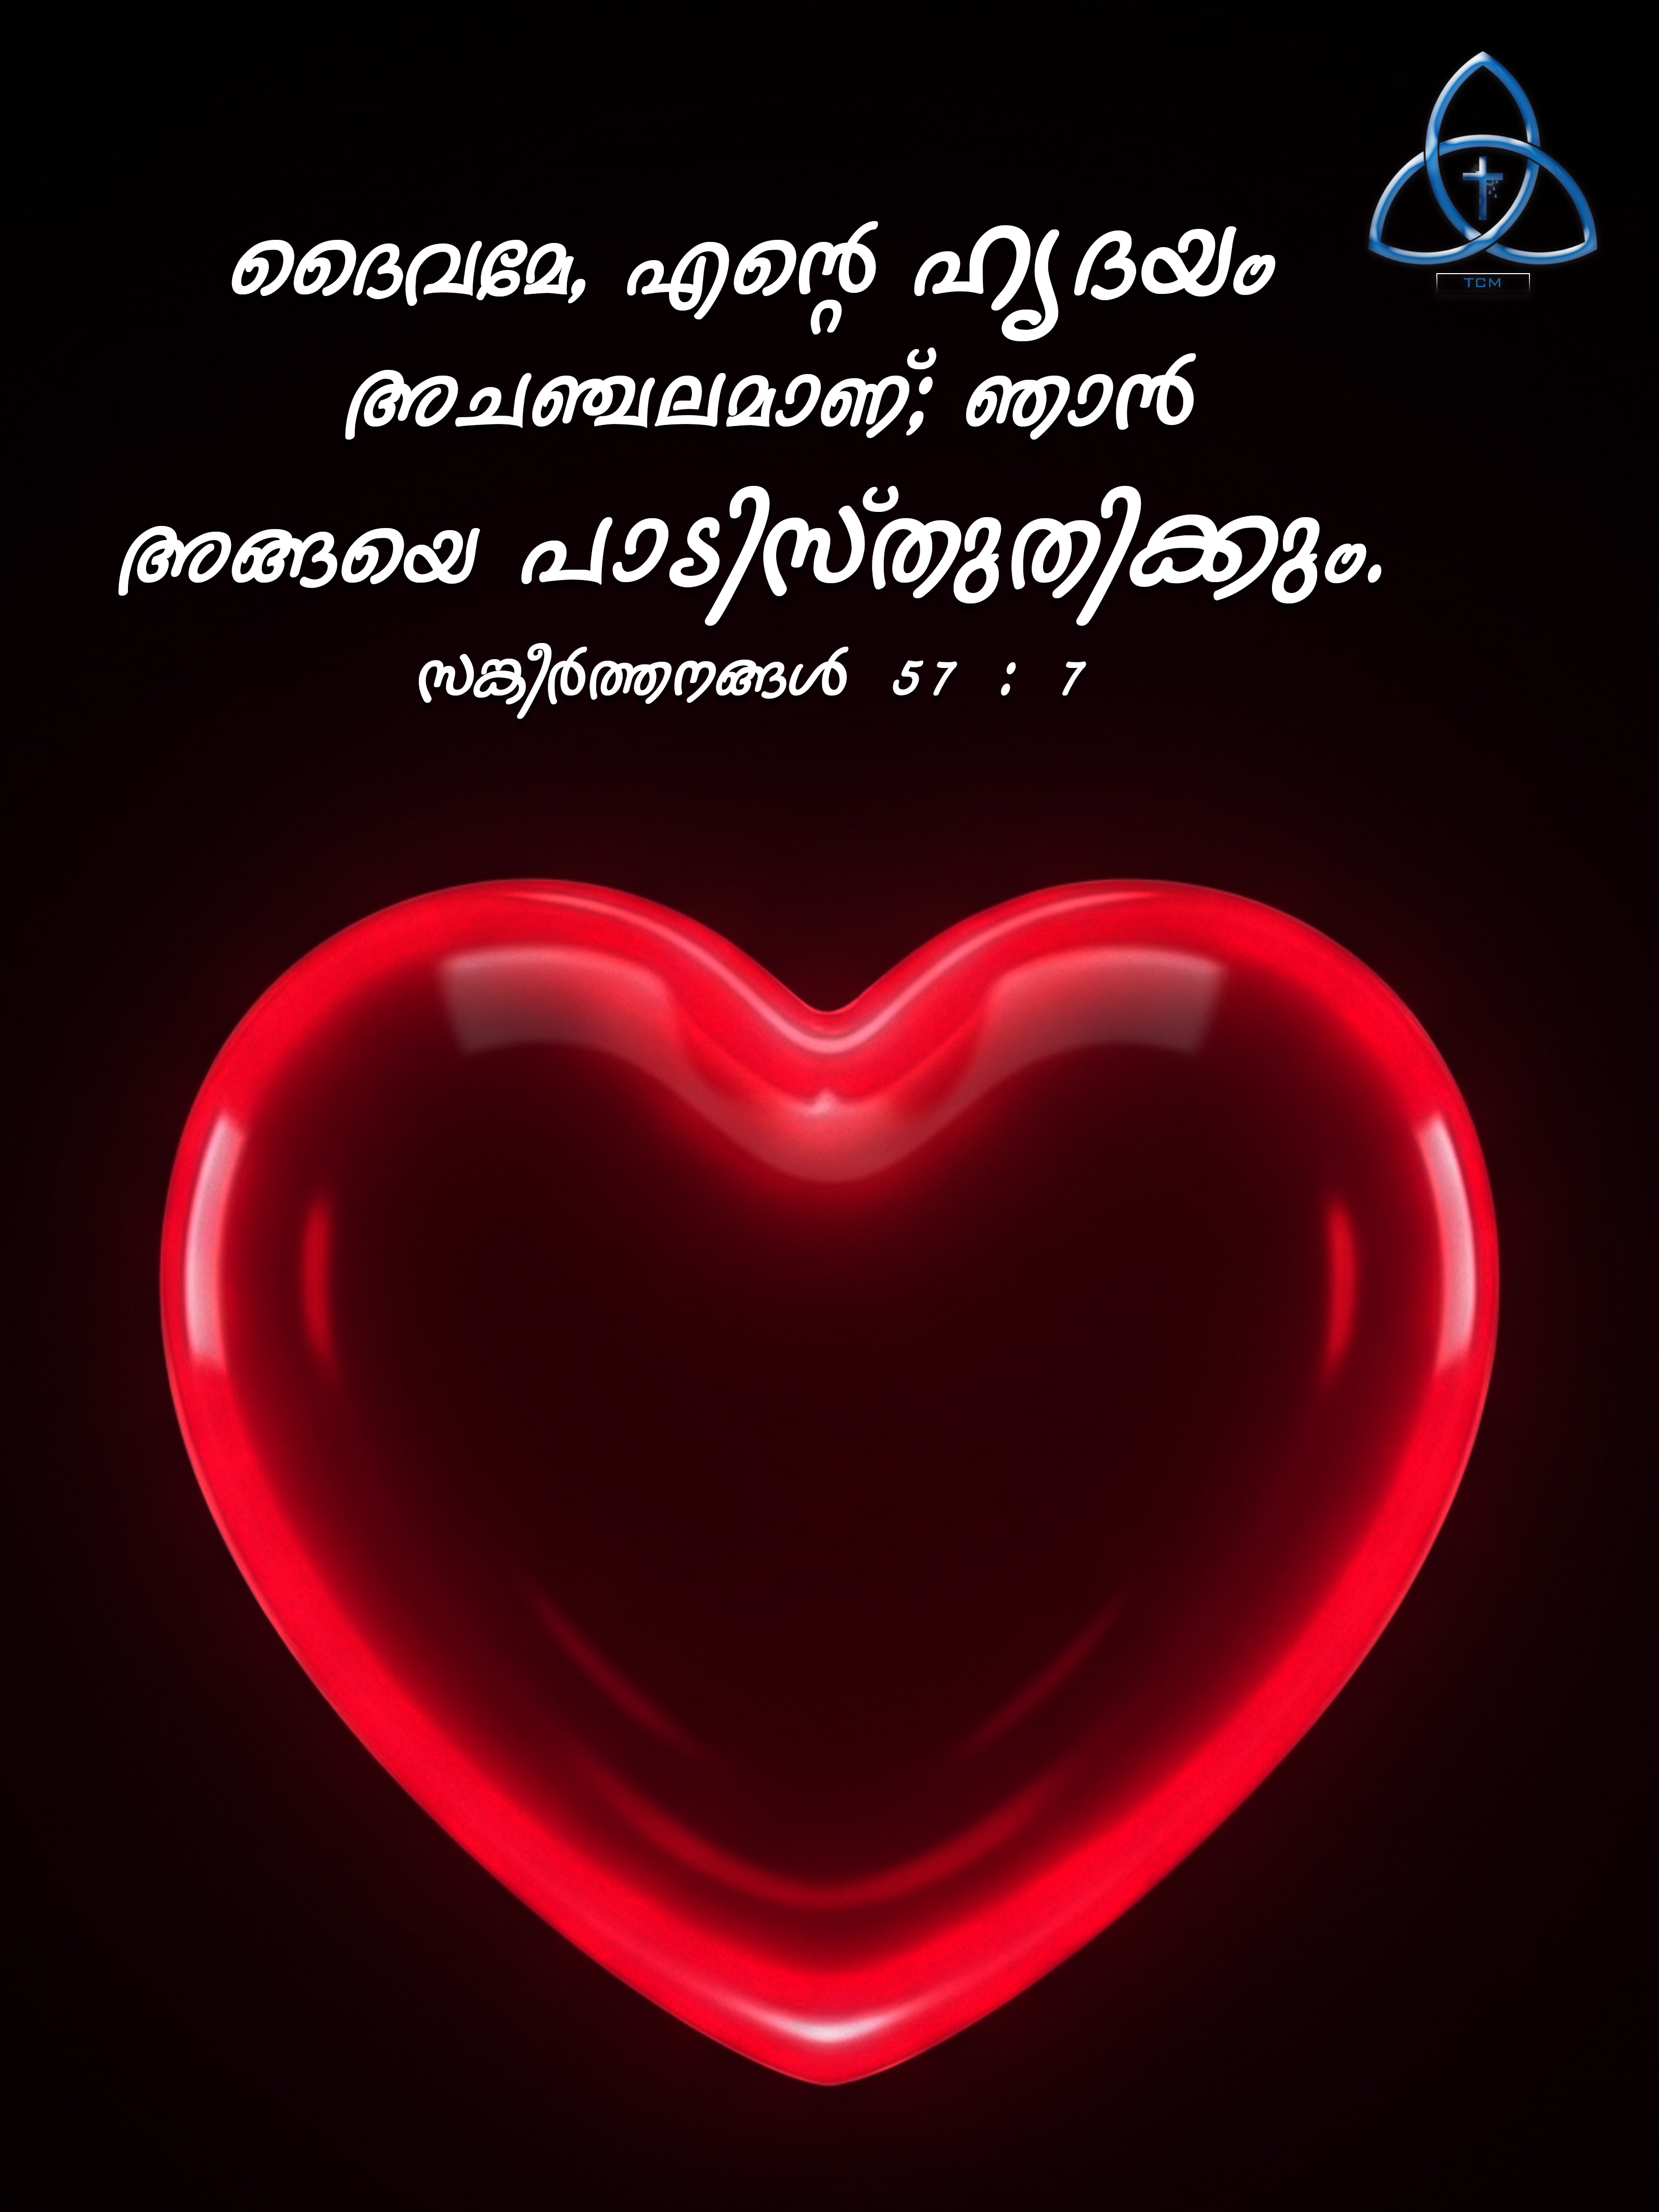 ദൈവമേ, എന്റെ ഹൃദയം
അചഞ്ചലമാണ്; ഞാൻ
അങ്ങയെ പാടിസ്തുതിക്കും.
സങ്കീർത്തനങ്ങൾ 57 : 7
TCM